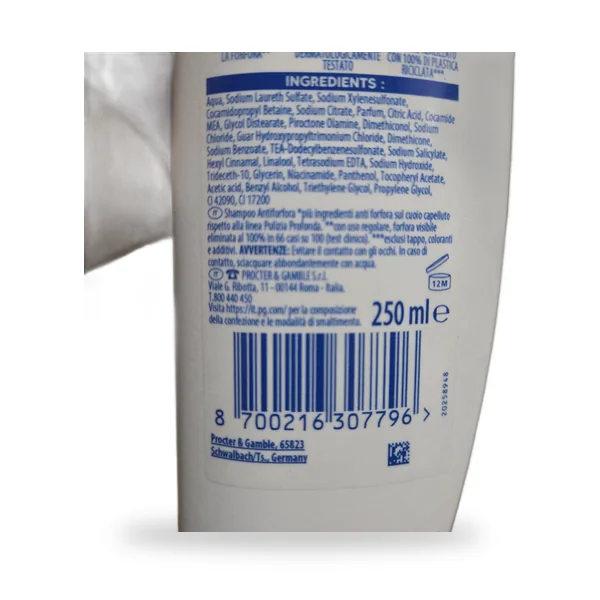 LA FORFORA**
DERMATOLOGICAMENTE
TESTATO
CON 100% DI PLASTICA
RICICLATA***
INGREDIENTS :
Aqua, Sodium Laureth Sulfate, Sodium Xylenesulfonate,
Cocamidopropyl Betaine, Sodium Citrate, Parfum, Citric Acid, Cocamide
MEA, Glycol Distearate, Piroctone Olamine, Dimethiconol, Sodium
Chloride, Guar Hydroxypropyltrimonium Chloride, Dimethicone,
Sodium Benzoate, TEA-Dodecylbenzenesulfonate, Sodium Salicylate,
Hexyl Cinnamal, Linalool, Tetrasodium EDTA, Sodium Hydroxide,
Trideceth-10, Glycerin, Niacinamide, Panthenol, Tocopheryl Acetate,
Acetic acid, Benzyl Alcohol, Triethylene Glycol, Propylene Glycol,
CI 42090, CI 17200
IT Shampoo Antiforfora *più ingredienti anti forfora sul cuoio capelluto
rispetto alla linea Pulizia Profonda. **con uso regolare, forfora visibile
eliminata al 100% in 66 casi su 100 (test clinico). ***esclusi tappo, coloranti
e additivi. AVVERTENZE: Evitare il contatto con gli occhi. In caso di
contatto, sciacquare abbondantemente con acqua.
IT ☎ PROCTER & GAMBLE S.r.l.
Viale G. Ribotta, 11 - 00144 Roma - Italia.
T.800 440 450
Visita https://it.pg.com/ per la composizione
della confezione e le modalità di smaltimento.
12M
250 ml e
20258948
8 700216 307796 >
Procter & Gamble, 65823
Schwalbach/Ts., Germany